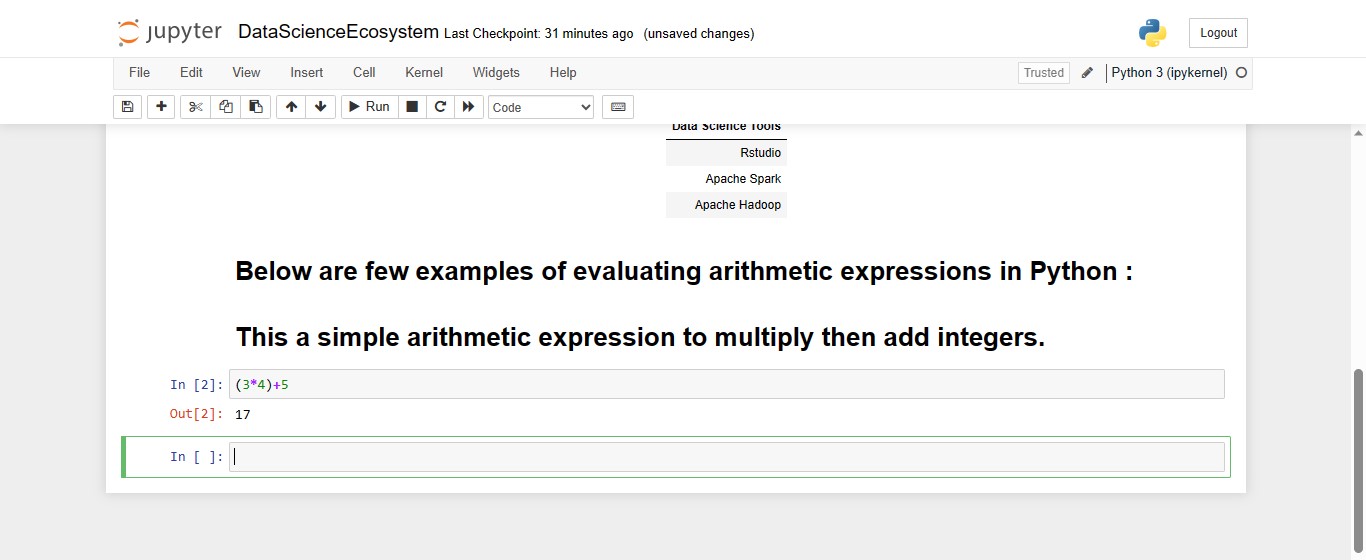 jupyter DataScienceEcosystem Last Checkpoint: 31 minutes ago (unsaved changes) Logout
File Edit View Insert Cell Kernel Widgets Help Trusted Python 3 (ipykernel)
Run Code
Data Science Tools
Rstudio
Apache Spark
Apache Hadoop
Below are few examples of evaluating arithmetic expressions in Python :
This a simple arithmetic expression to multiply then add integers.
In [2]: (3*4)+5
Out[2]: 17
In [ ]: